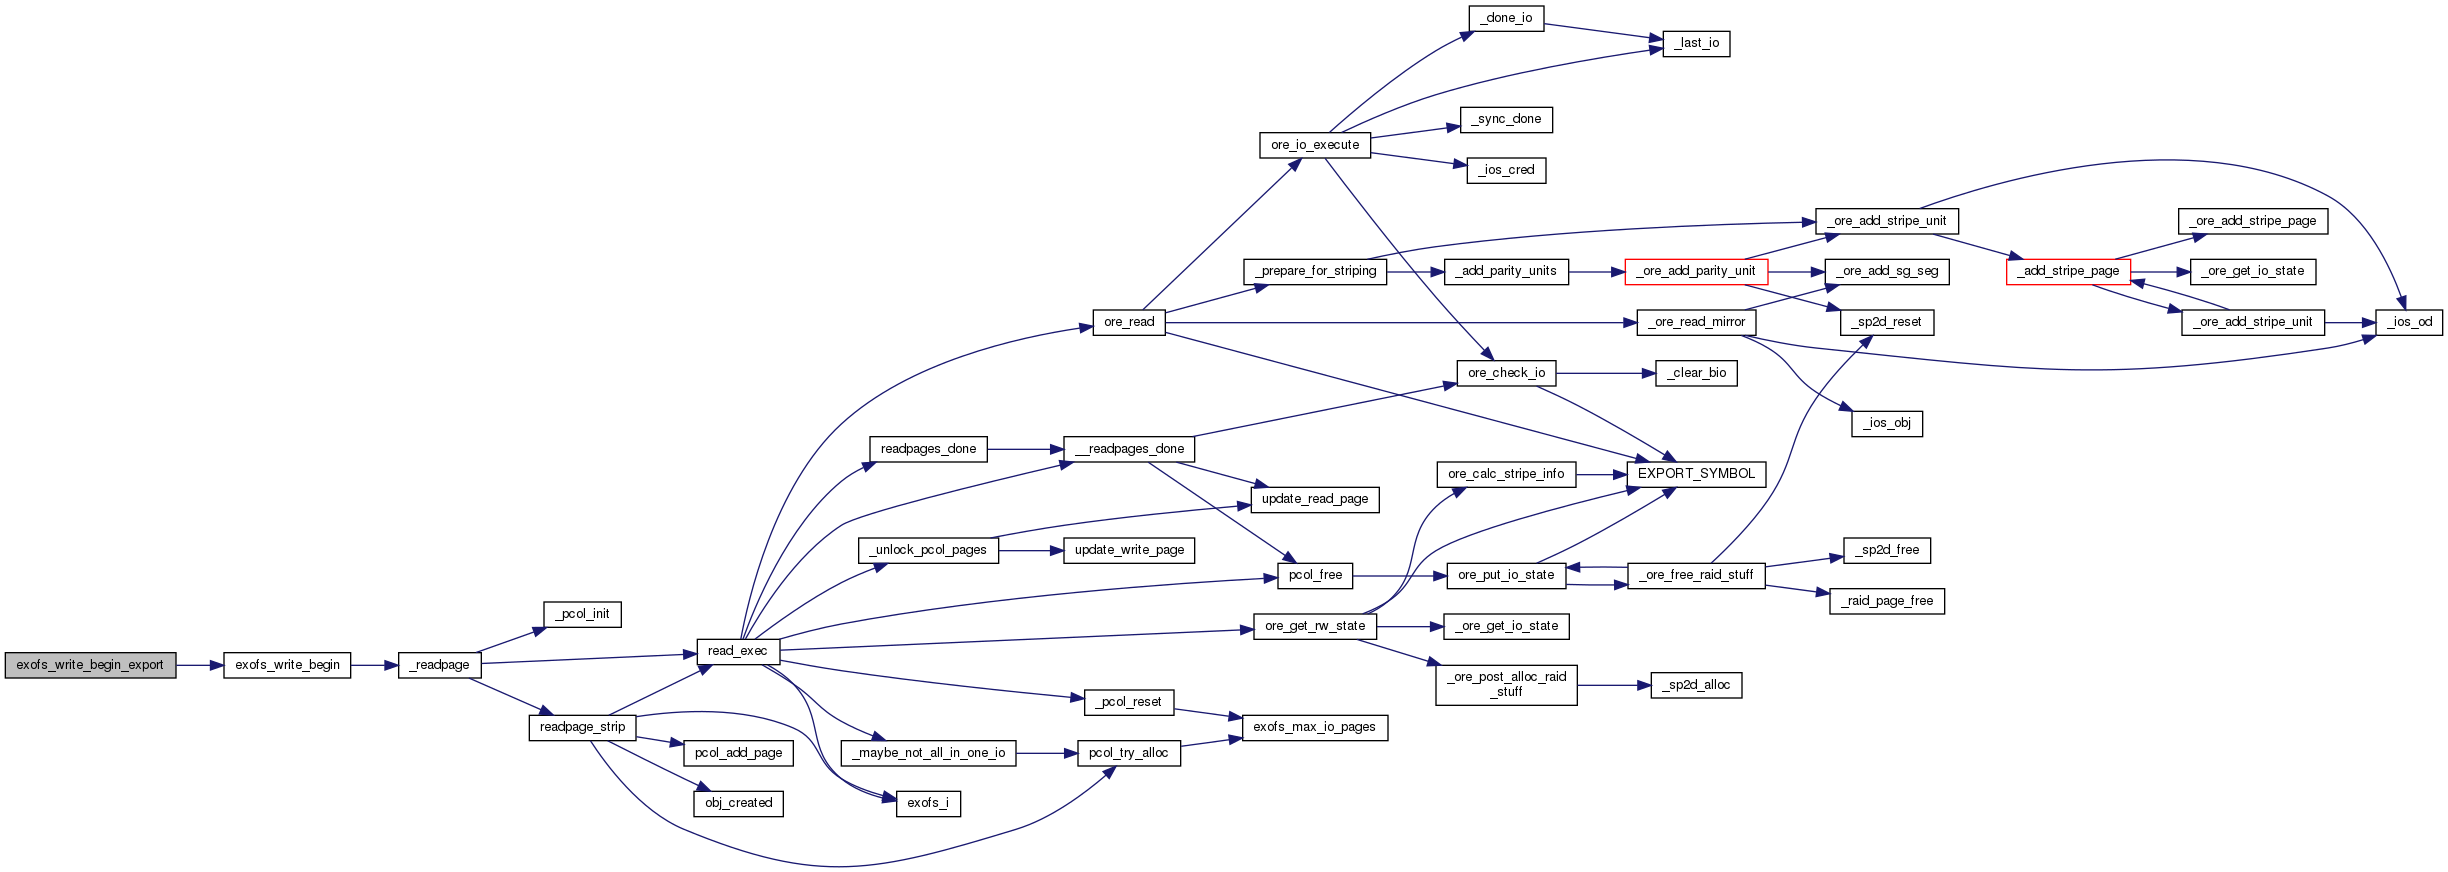 _done_io
_last_io
_sync_done
ore_io_execute
_ios_cred
_ore_add_stripe_unit
_ore_add_stripe_page
_prepare_for_striping
_add_parity_units
_ore_add_parity_unit
_ore_add_sg_seg
_add_stripe_page
_ore_get_io_state
ore_read
_ore_read_mirror
_sp2d_reset
_ore_add_stripe_unit
_ios_od
ore_check_io
_clear_bio
_ios_obj
readpages_done
__readpages_done
ore_calc_stripe_info
EXPORT_SYMBOL
update_read_page
_unlock_pcol_pages
update_write_page
_sp2d_free
pcol_free
ore_put_io_state
_ore_free_raid_stuff
_raid_page_free
_pcol_init
ore_get_rw_state
_ore_get_io_state
exofs_write_begin_export
exofs_write_begin
_readpage
read_exec
_ore_post_alloc_raid
_stuff
_sp2d_alloc
_pcol_reset
readpage_strip
exofs_max_io_pages
pcol_add_page
_maybe_not_all_in_one_io
pcol_try_alloc
obj_created
exofs_i